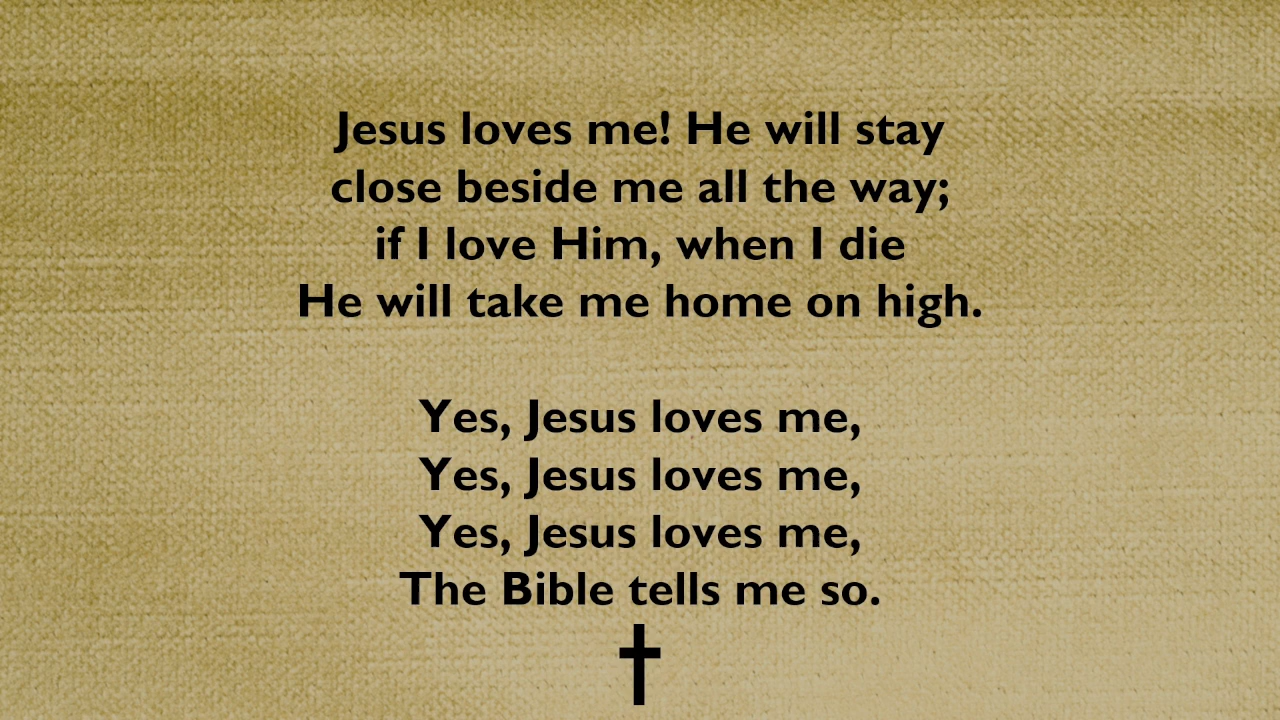 Jesus loves me! He will stay
close beside me all the way;
if I love Him, when I die
He will take me home on high.
Yes, Jesus loves me,
Yes, Jesus loves me,
Yes, Jesus loves me,
The Bible tells me so.